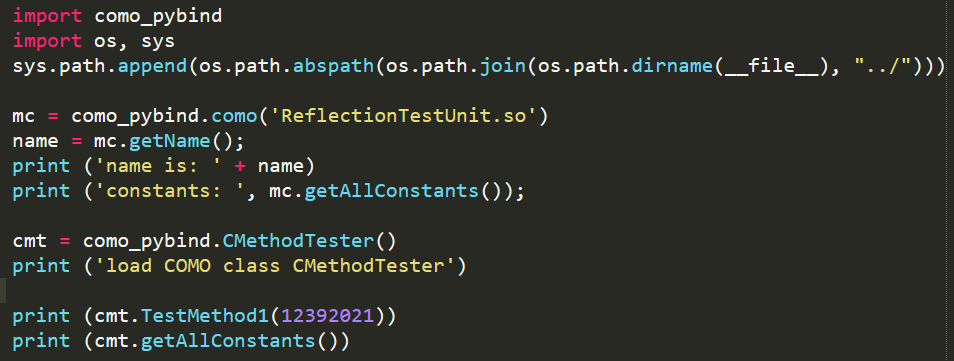 import como_pybind
import os, sys
sys.path.append(os.path.abspath(os.path.join(os.path.dirname(__file__), "../")))
mc = como_pybind.como('ReflectionTestUnit.so')
name = mc.getName();
print ('name is: ' + name)
print ('constants: ', mc.getAllConstants());
cmt = como_pybind.CMethodTester()
print ('load COMO class CMethodTester')
print (cmt.TestMethod1(12392021))
print (cmt.getAllConstants())